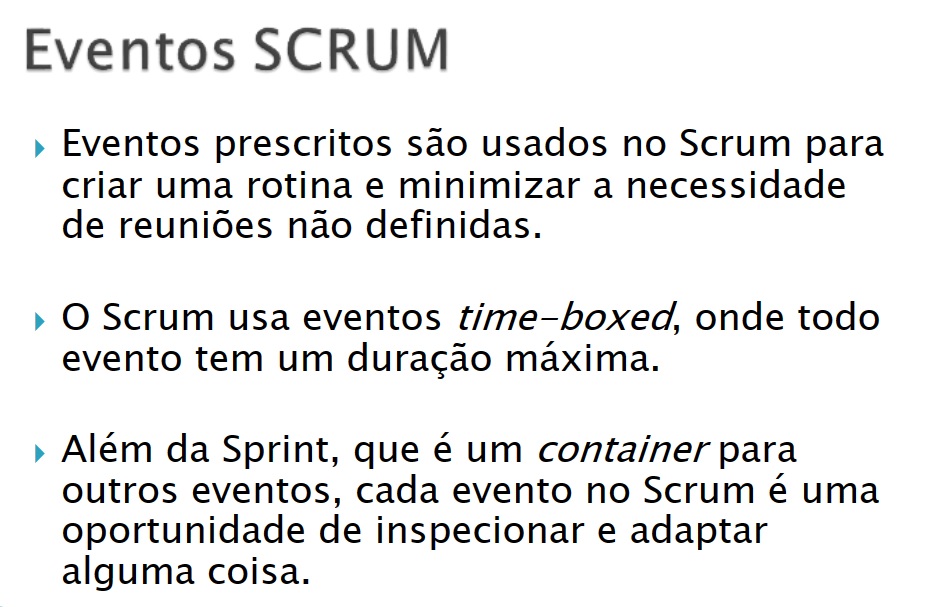 Eventos SCRUM
Eventos prescritos são usados no Scrum para
criar uma rotina e minimizar a necessidade
de reuniões não definidas.
O Scrum usa eventos time-boxed, onde todo
evento tem um duração máxima.
Além da Sprint, que é um container para
outros eventos, cada evento no Scrum é uma
oportunidade de inspecionar e adaptar
alguma coisa.